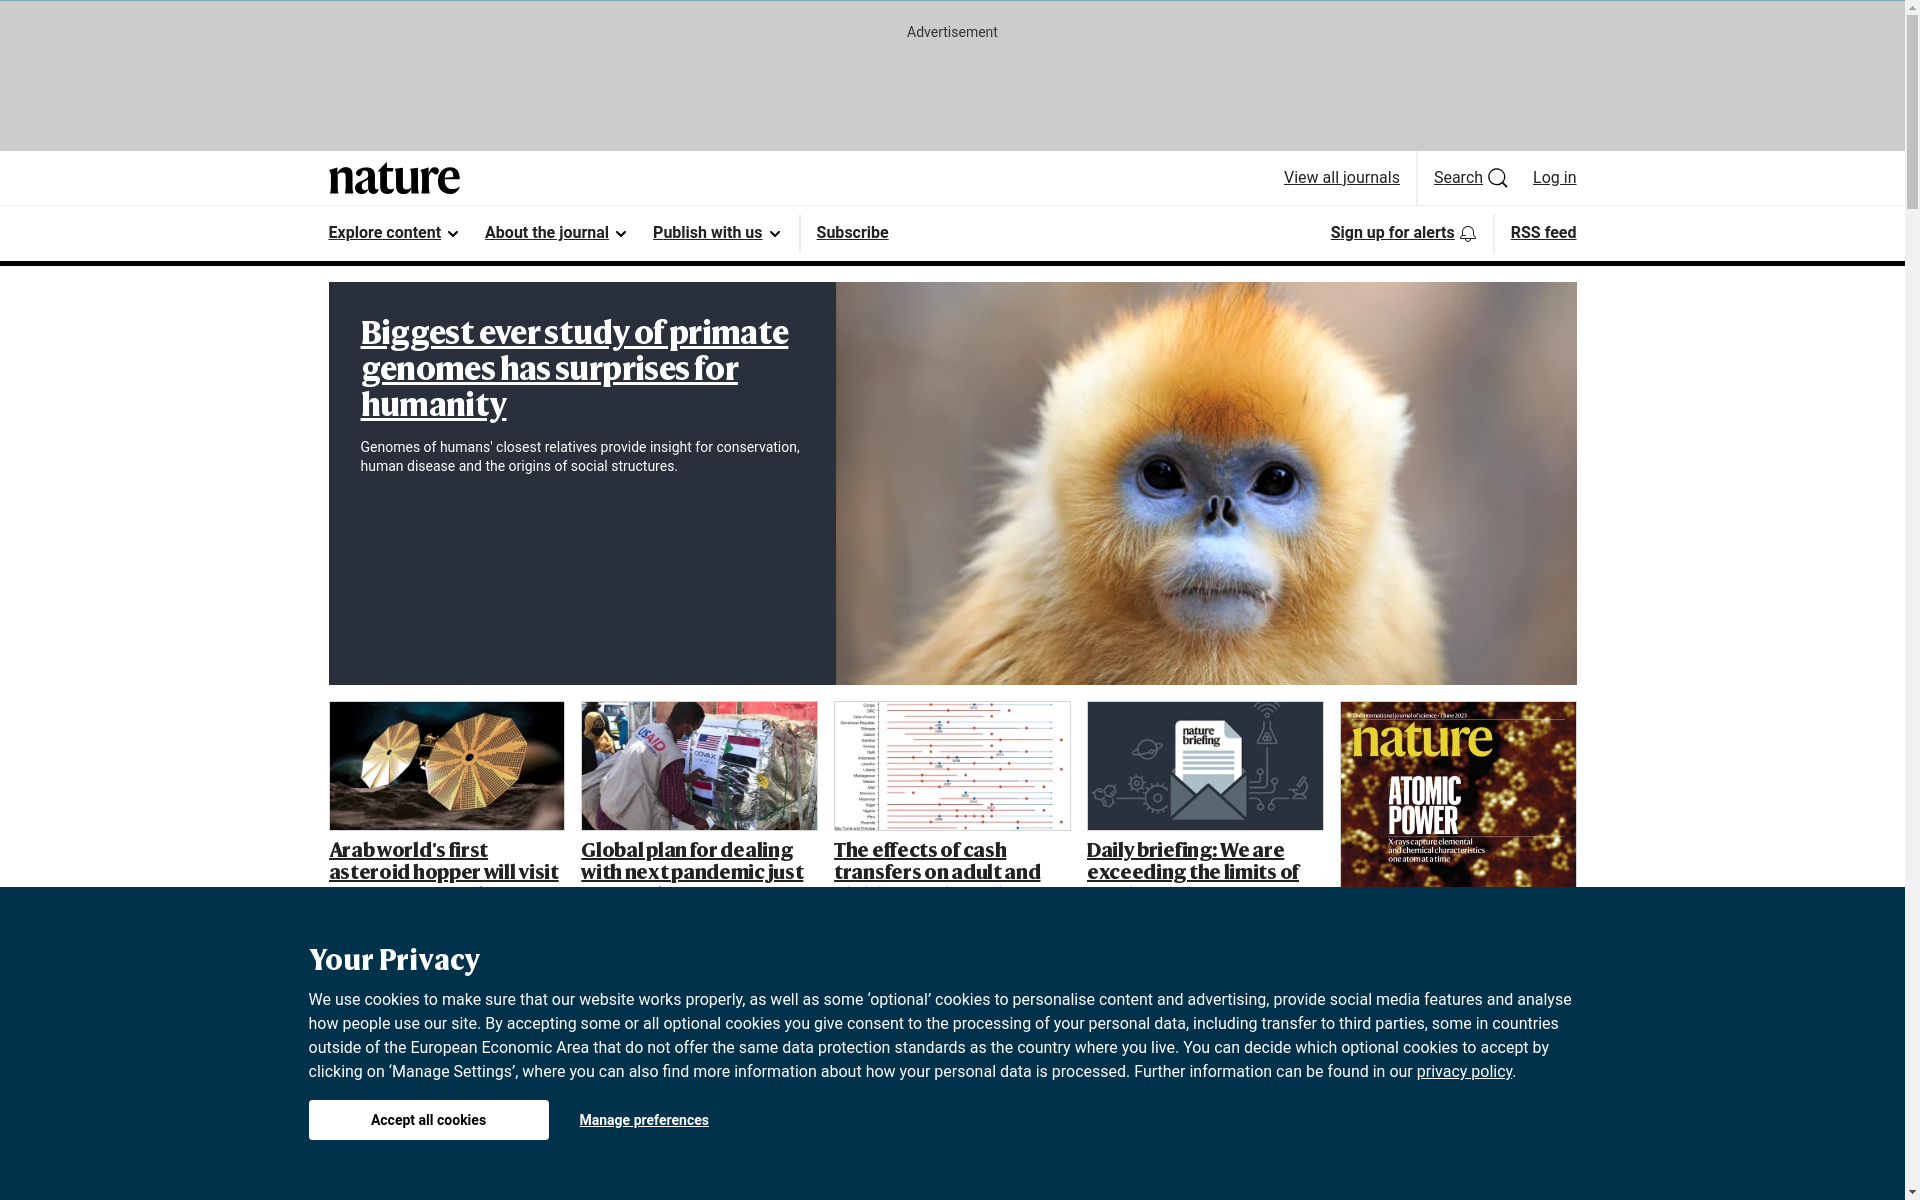 Advertisement
nature
View all journals
Search
Log in
Explore content
About the journal
Publish with us
Subscribe
Sign up for alerts
RSS feed
Biggest ever study of primate
genomes has surprises for
humanity
Genomes of humans' closest relatives provide insight for conservation,
human disease and the origins of social structures.
USAID
COVAX
nature
briefing
The international journal of science / 1 June 2023
nature
ATOMIC
POWER
X-rays capture elemental
and chemical characteristics
one atom at a time
Arab world's first
asteroid hopper will visit
Global plan for dealing
with next pandemic just
The effects of cash
transfers on adult and
Daily briefing: We are
exceeding the limits of
Your Privacy
We use cookies to make sure that our website works properly, as well as some ‘optional’ cookies to personalise content and advertising, provide social media features and analyse
how people use our site. By accepting some or all optional cookies you give consent to the processing of your personal data, including transfer to third parties, some in countries
outside of the European Economic Area that do not offer the same data protection standards as the country where you live. You can decide which optional cookies to accept by
clicking on ‘Manage Settings’, where you can also find more information about how your personal data is processed. Further information can be found in our privacy policy.
Accept all cookies
Manage preferences